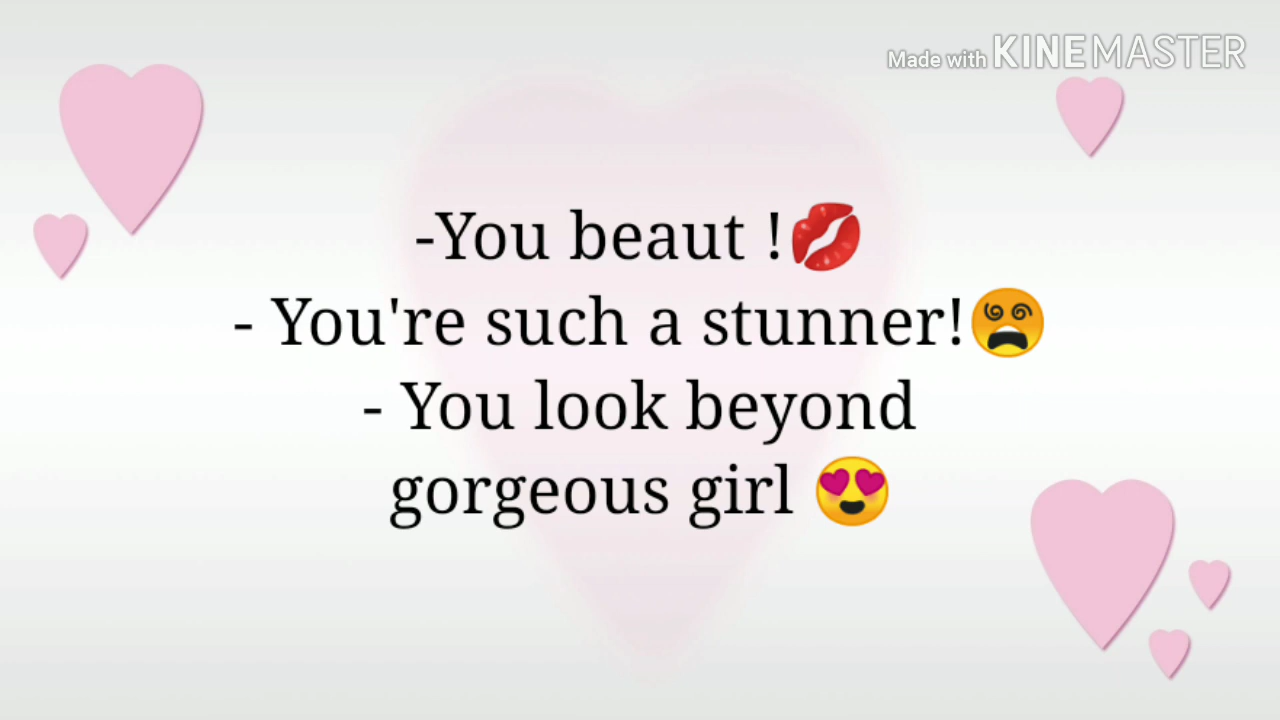 Made with KINEMASTER
-You beaut !💋
- You're such a stunner!😵
- You look beyond
gorgeous girl 😍